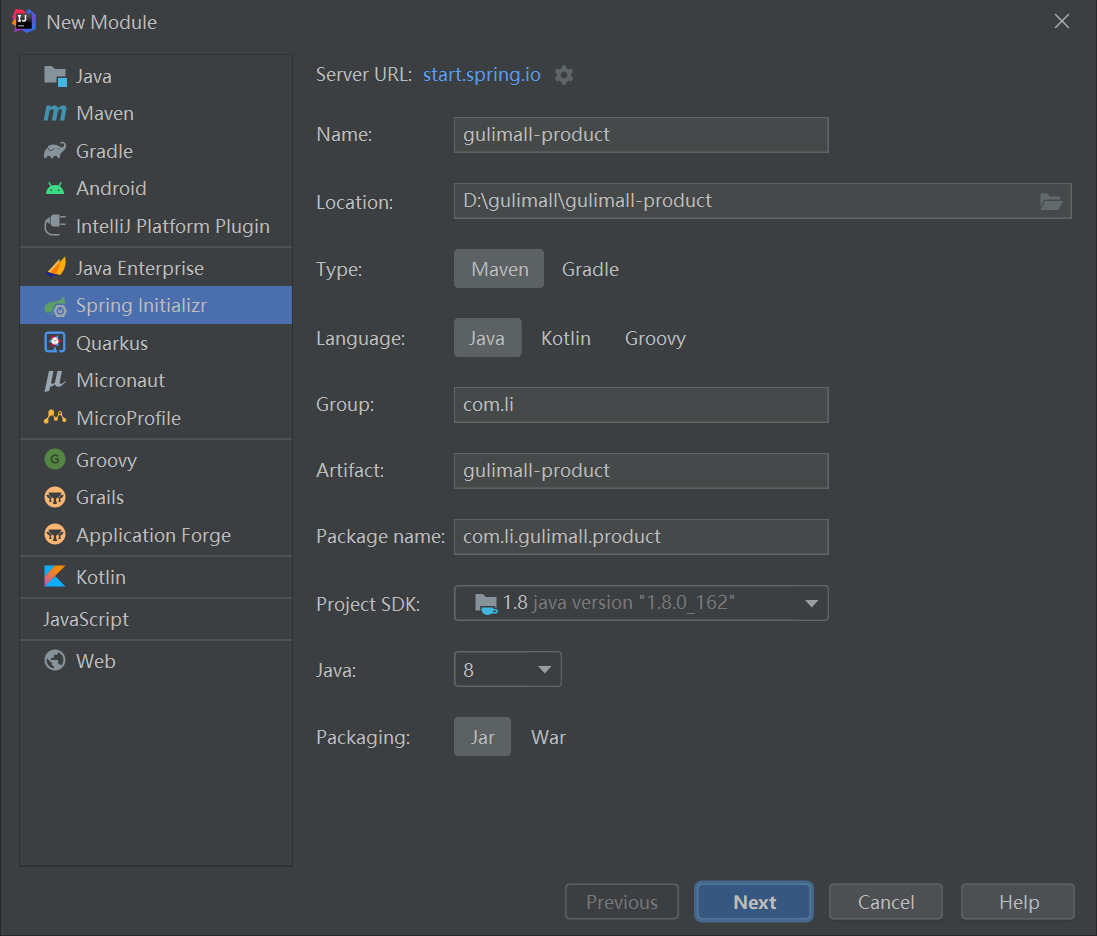 New Module
Java
Maven
Gradle
Android
IntelliJ Platform Plugin
Java Enterprise
Spring Initializr
Quarkus
Micronaut
MicroProfile
Groovy
Grails
Application Forge
Kotlin
JavaScript
Web
Server URL: start.spring.io
Name: gulimall-product
Location: D:\gulimall\gulimall-product
Type: Maven Gradle
Language: Java Kotlin Groovy
Group: com.li
Artifact: gulimall-product
Package name: com.li.gulimall.product
Project SDK: 1.8 java version "1.8.0_162"
Java: 8
Packaging: Jar War
Previous Next Cancel Help